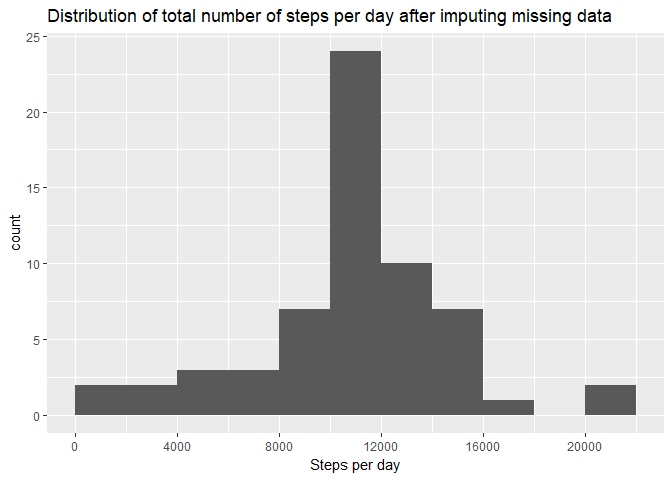 Distribution of total number of steps per day after imputing missing data
25
20
15
10
5
0
count
0 4000 8000 12000 16000 20000
Steps per day